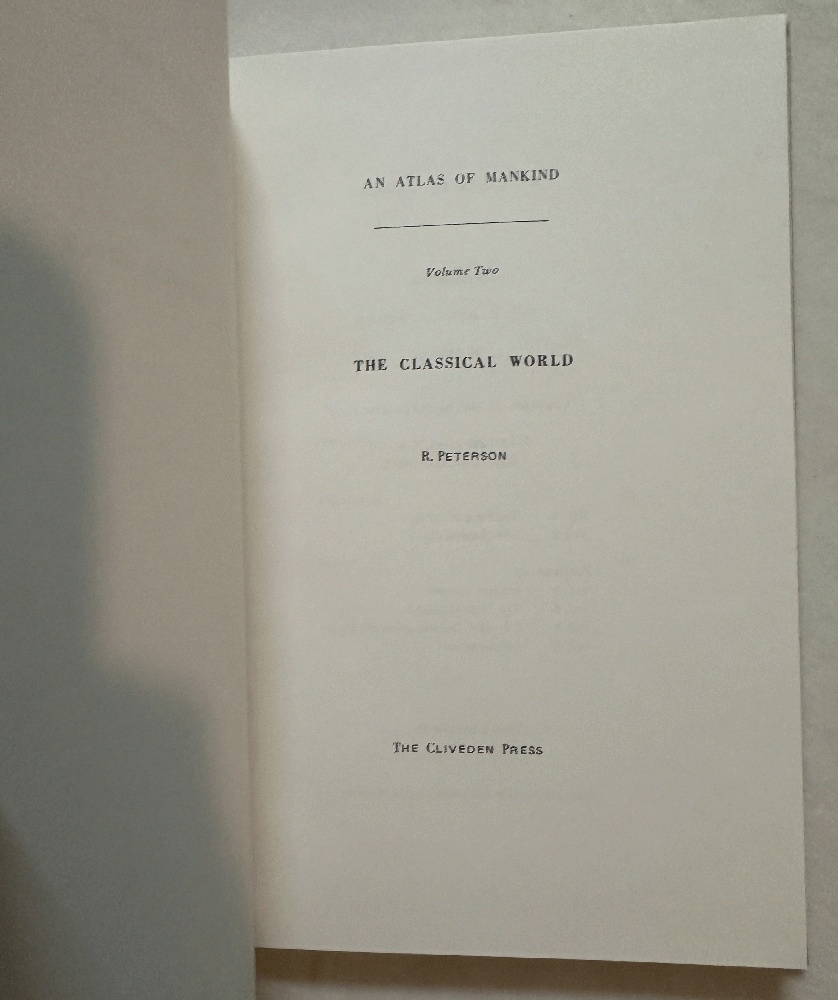 AN ATLAS OF MANKIND
Volume Two
THE CLASSICAL WORLD
R. PETERSON
THE CLIVEDEN PRESS